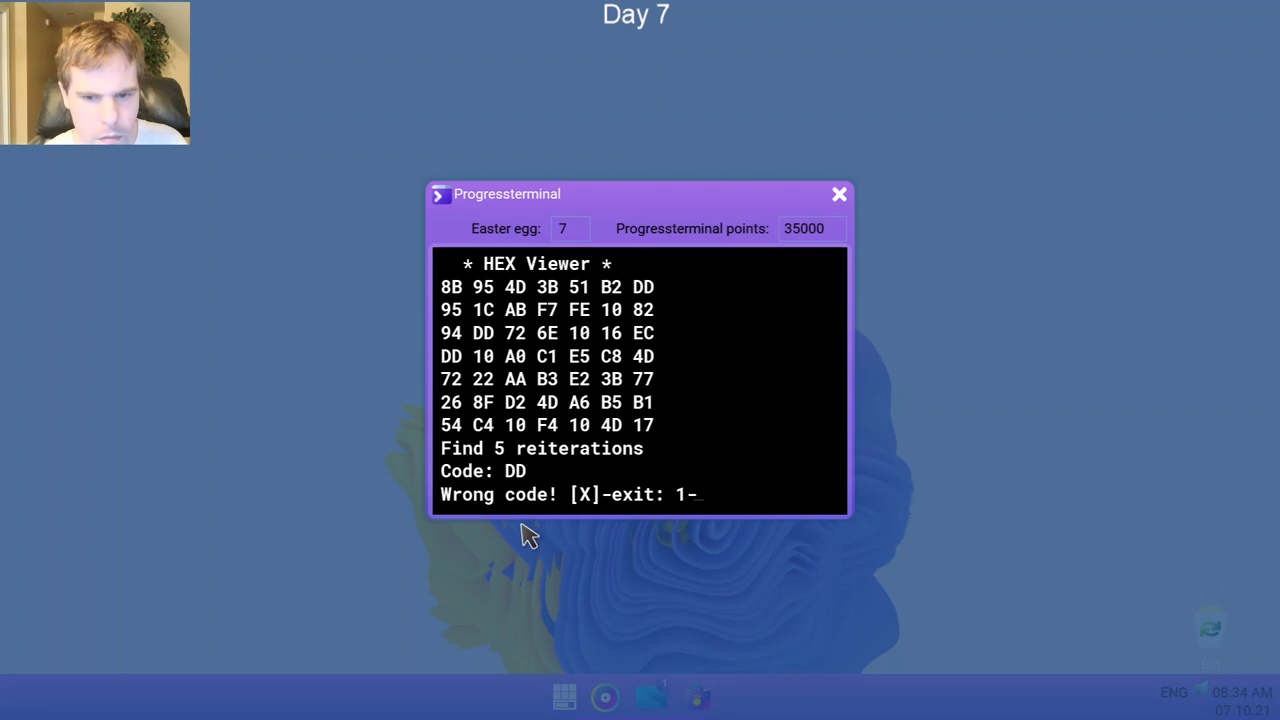 Day 7
Progressterminal
Easter egg: 7 Progressterminal points: 35000
* HEX Viewer *
8B 95 4D 3B 51 B2 DD
95 1C AB F7 FE 10 82
94 DD 72 6E 10 16 EC
DD 10 A0 C1 E5 C8 4D
72 22 AA B3 E2 3B 77
26 8F D2 4D A6 B5 B1
54 C4 10 F4 10 4D 17
Find 5 reiterations
Code: DD
Wrong code! [X]-exit: 1-_
Bin
1
ENG 08:34 AM
07.10.21